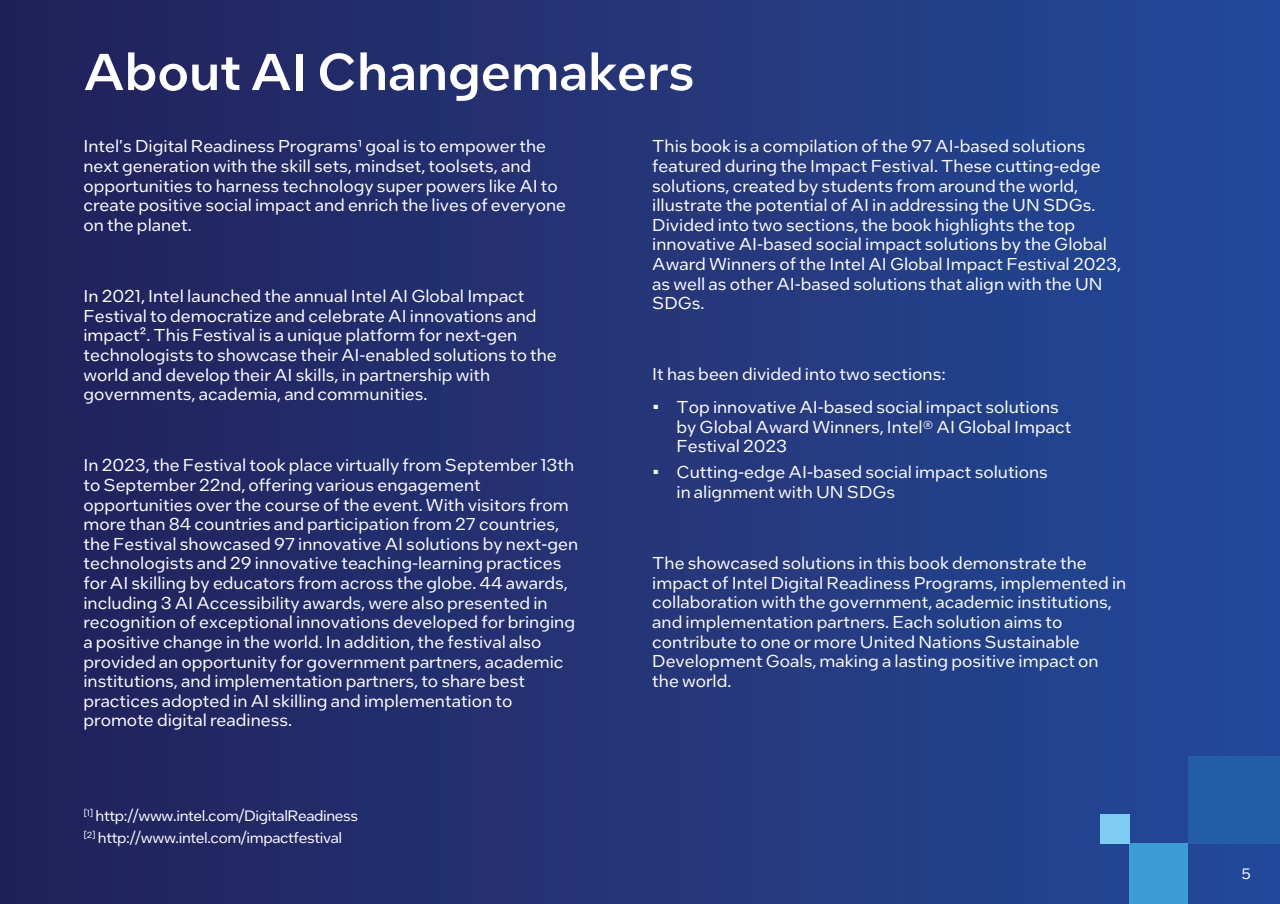 About AI Changemakers
Intel's Digital Readiness Programs¹ goal is to empower the
next generation with the skill sets, mindset, toolsets, and
opportunities to harness technology super powers like AI to
create positive social impact and enrich the lives of everyone
on the planet.
In 2021, Intel launched the annual Intel AI Global Impact
Festival to democratize and celebrate AI innovations and
impact². This Festival is a unique platform for next-gen
technologists to showcase their AI-enabled solutions to the
world and develop their AI skills, in partnership with
governments, academia, and communities.
In 2023, the Festival took place virtually from September 13th
to September 22nd, offering various engagement
opportunities over the course of the event. With visitors from
more than 84 countries and participation from 27 countries,
the Festival showcased 97 innovative AI solutions by next-gen
technologists and 29 innovative teaching-learning practices
for AI skilling by educators from across the globe. 44 awards,
including 3 AI Accessibility awards, were also presented in
recognition of exceptional innovations developed for bringing
a positive change in the world. In addition, the festival also
provided an opportunity for government partners, academic
institutions, and implementation partners, to share best
practices adopted in AI skilling and implementation to
promote digital readiness.
[1] http://www.intel.com/DigitalReadiness
[2] http://www.intel.com/impactfestival
This book is a compilation of the 97 AI-based solutions
featured during the Impact Festival. These cutting-edge
solutions, created by students from around the world,
illustrate the potential of AI in addressing the UN SDGs.
Divided into two sections, the book highlights the top
innovative AI-based social impact solutions by the Global
Award Winners of the Intel AI Global Impact Festival 2023,
as well as other AI-based solutions that align with the UN
SDGs.
It has been divided into two sections:
▪ Top innovative AI-based social impact solutions
by Global Award Winners, Intel® AI Global Impact
Festival 2023
▪ Cutting-edge AI-based social impact solutions
in alignment with UN SDGs
The showcased solutions in this book demonstrate the
impact of Intel Digital Readiness Programs, implemented in
collaboration with the government, academic institutions,
and implementation partners. Each solution aims to
contribute to one or more United Nations Sustainable
Development Goals, making a lasting positive impact on
the world.
5